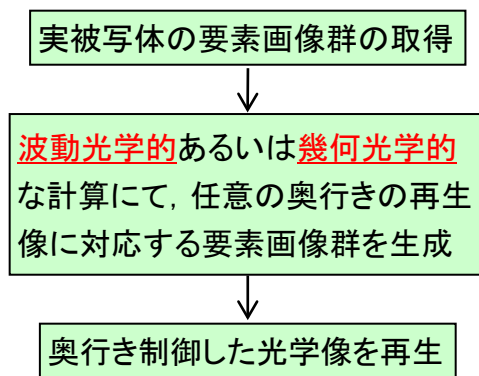 実被写体の要素画像群の取得
波動光学的あるいは幾何光学的
な計算にて，任意の奥行きの再生
像に対応する要素画像群を生成
奥行き制御した光学像を再生